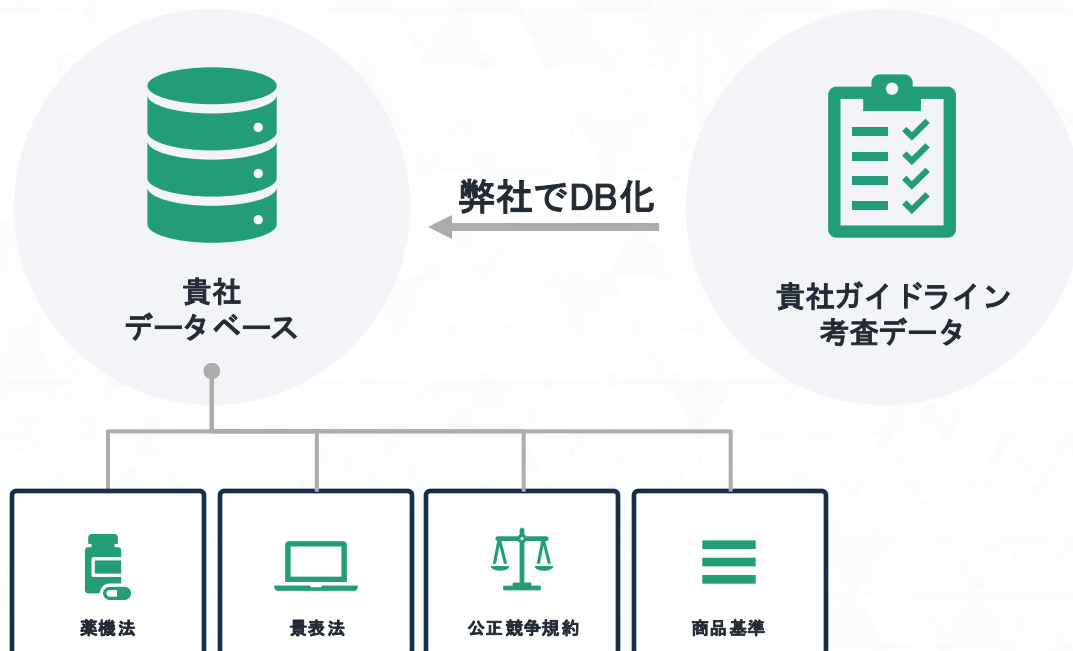 弊社でDB化
貴社
データベース
貴社ガイドライン
考査データ
薬機法
景表法
公正競争規約
商品基準